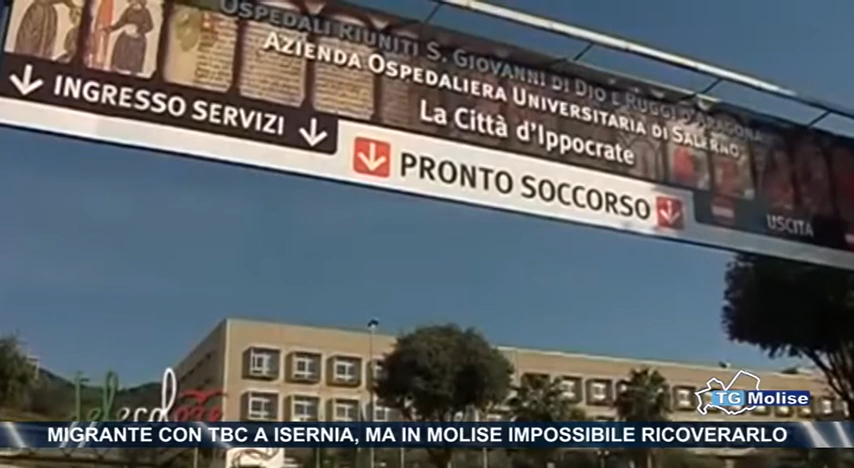 OSPEDALI RIUNITI S. GIOVANNI DI DIO E RUGGI D'ARAGONA
AZIENDA OSPEDALIERA UNIVERSITARIA DI SALERNO
La Città d'Ippocrate
INGRESSO SERVIZI
PRONTO SOCCORSO
USCITA
telecolore
TG Molise
MIGRANTE CON TBC A ISERNIA, MA IN MOLISE IMPOSSIBILE RICOVERARLO